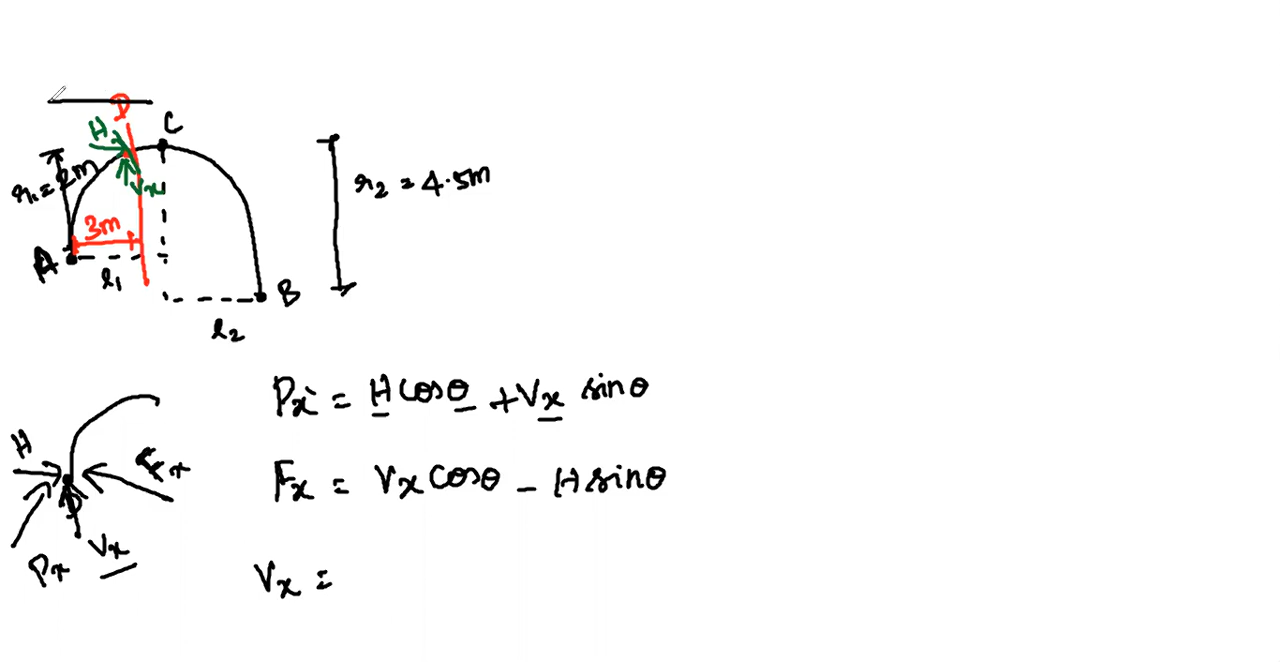 D
C
H
Vx
r₁ = 2m
r₂ = 4.5m
3m
A
l₁
B
l₂
Px = H cosθ + Vx sinθ
H
Fx
Fx = Vx cosθ - H sinθ
D
Vx
Px
Vx =